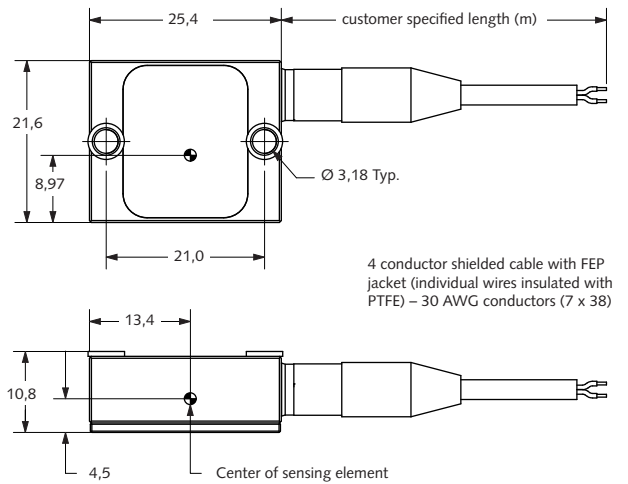 25,4
customer specified length (m)
21,6
8,97
Ø 3,18 Typ.
21,0
4 conductor shielded cable with FEP
jacket (individual wires insulated with
PTFE) – 30 AWG conductors (7 x 38)
13,4
10,8
4,5
Center of sensing element